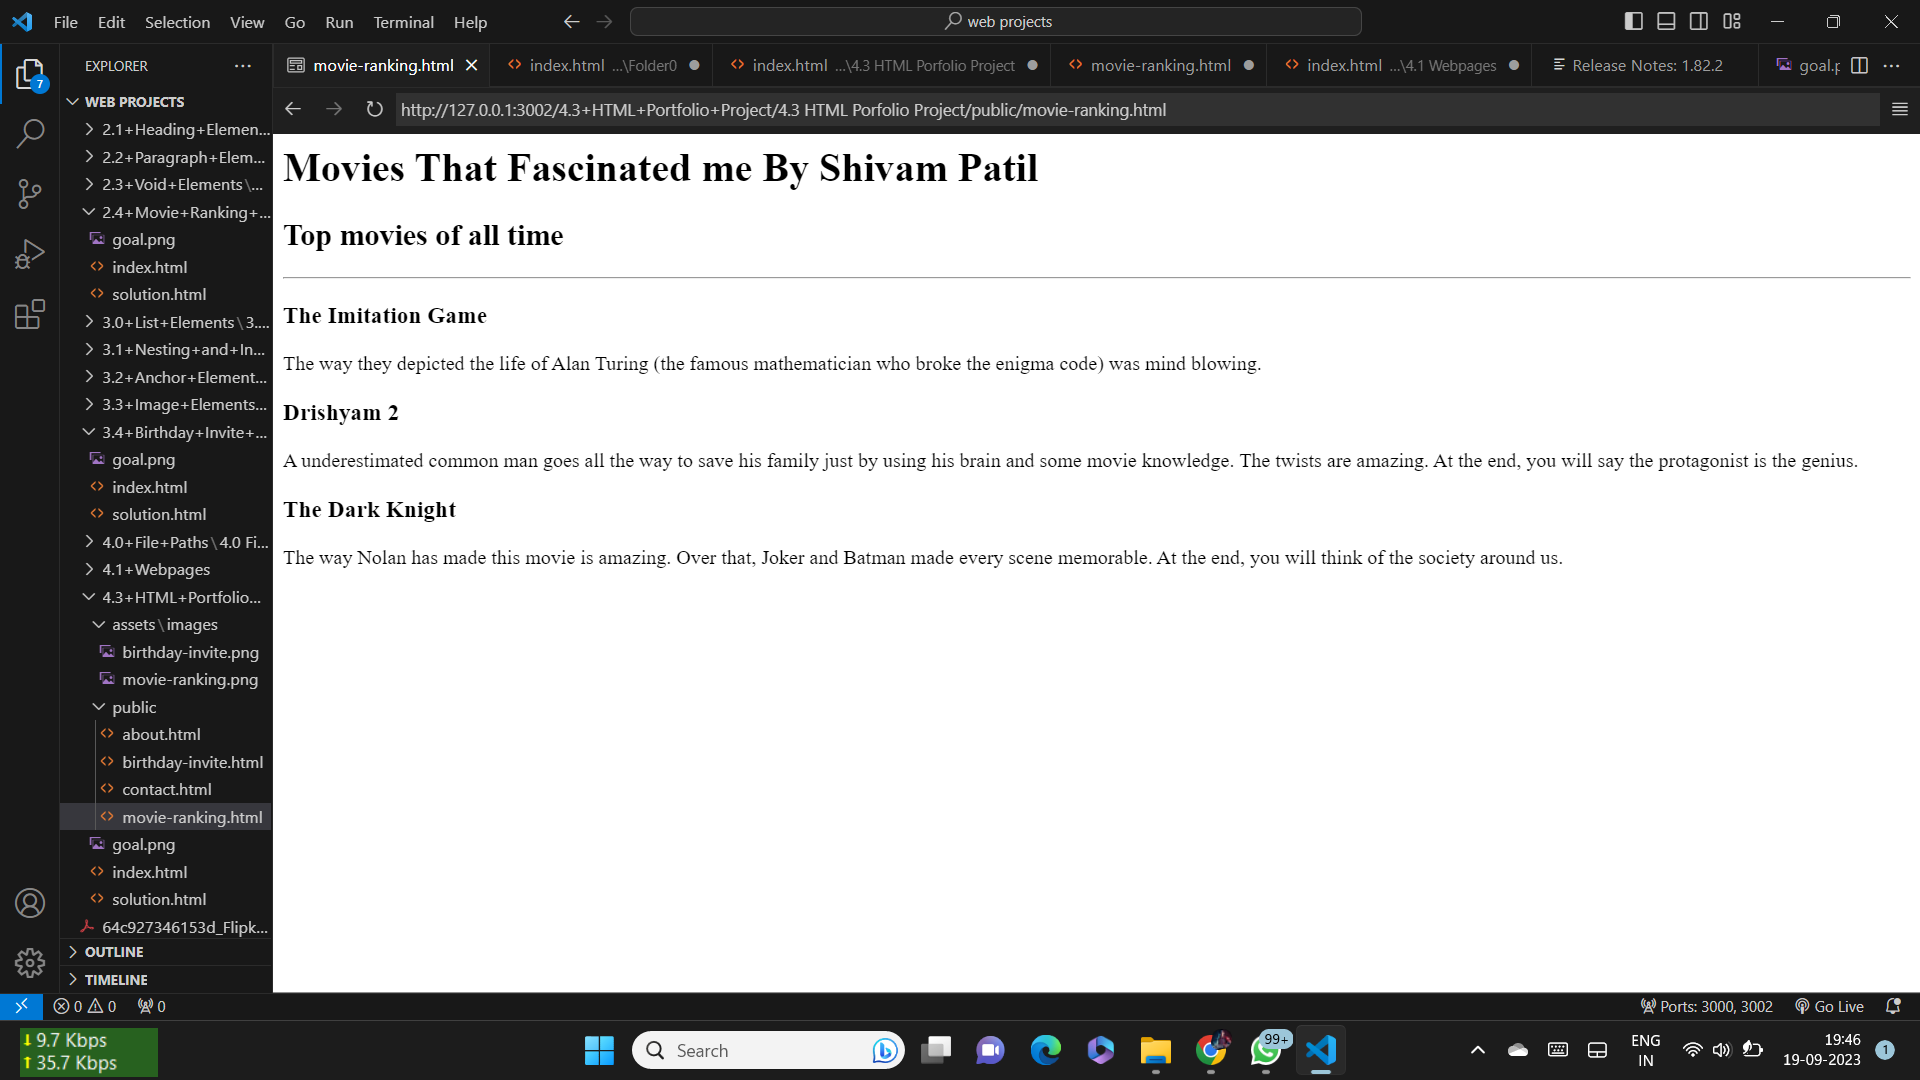 File Edit Selection View Go Run Terminal Help
web projects
EXPLORER
movie-ranking.html
index.html ...\Folder0
index.html ...\4.3 HTML Porfolio Project
movie-ranking.html
index.html ...\4.1 Webpages
Release Notes: 1.82.2
goal.p
7
http://127.0.0.1:3002/4.3+HTML+Portfolio+Project/4.3 HTML Porfolio Project/public/movie-ranking.html
WEB PROJECTS
2.1+Heading+Elemen...
2.2+Paragraph+Elem...
2.3+Void+Elements\...
2.4+Movie+Ranking+...
goal.png
index.html
solution.html
3.0+List+Elements\3....
3.1+Nesting+and+In...
3.2+Anchor+Element...
3.3+Image+Elements...
3.4+Birthday+Invite+...
goal.png
index.html
solution.html
4.0+File+Paths\4.0 Fi...
4.1+Webpages
4.3+HTML+Portfolio...
assets\images
birthday-invite.png
movie-ranking.png
public
about.html
birthday-invite.html
contact.html
movie-ranking.html
goal.png
index.html
solution.html
64c927346153d_Flipk...
OUTLINE
TIMELINE
Movies That Fascinated me By Shivam Patil
Top movies of all time
The Imitation Game
The way they depicted the life of Alan Turing (the famous mathematician who broke the enigma code) was mind blowing.
Drishyam 2
A underestimated common man goes all the way to save his family just by using his brain and some movie knowledge. The twists are amazing. At the end, you will say the protagonist is the genius.
The Dark Knight
The way Nolan has made this movie is amazing. Over that, Joker and Batman made every scene memorable. At the end, you will think of the society around us.
0 0 0
Ports: 3000, 3002
Go Live
9.7 Kbps
35.7 Kbps
Search
99+
ENG
IN
19:46
19-09-2023
1